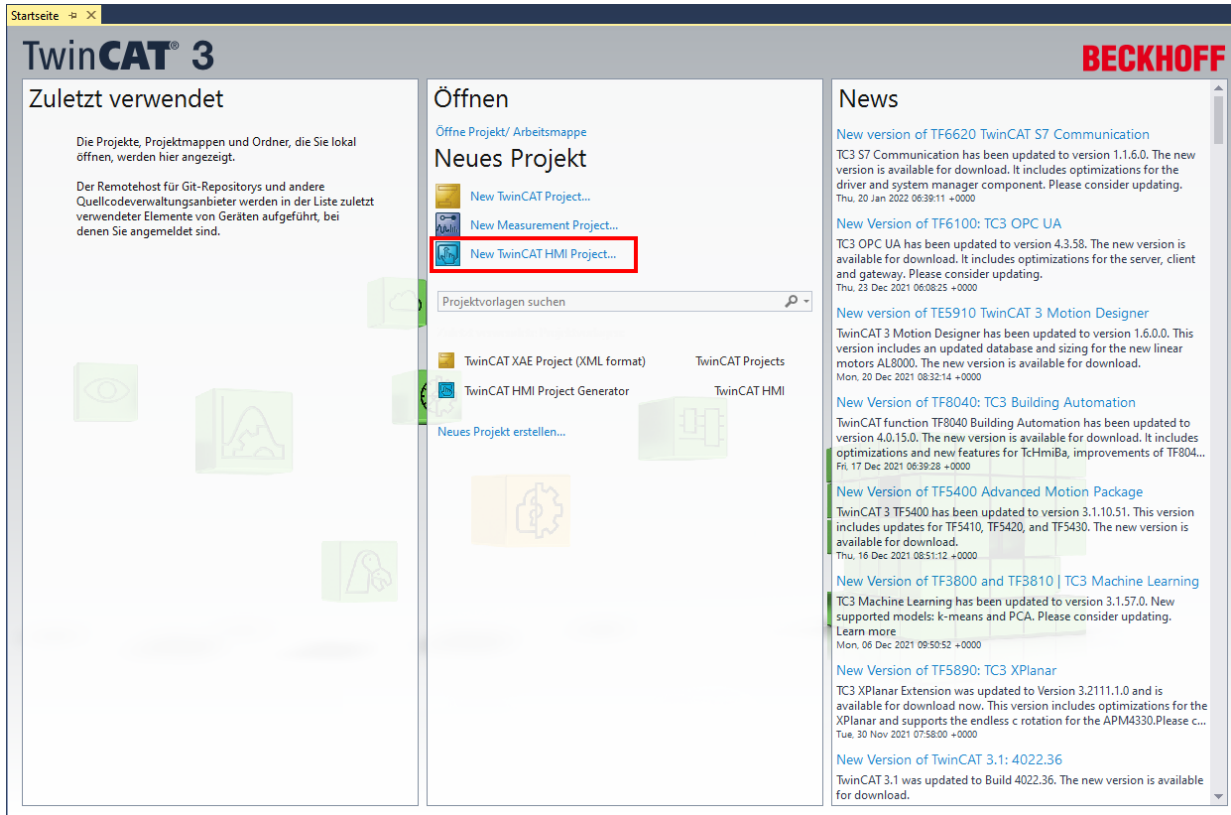 Startseite
TwinCAT® 3
BECKHOFF
Zuletzt verwendet
Die Projekte, Projektmappen und Ordner, die Sie lokal
öffnen, werden hier angezeigt.
Der Remotehost für Git-Repositorys und andere
Quellcodeverwaltungsanbieter werden in der Liste zuletzt
verwendeter Elemente von Geräten aufgeführt, bei
denen Sie angemeldet sind.
Öffnen
Öffne Projekt/ Arbeitsmappe
Neues Projekt
New TwinCAT Project...
New Measurement Project...
New TwinCAT HMI Project...
Projektvorlagen suchen
TwinCAT XAE Project (XML format) TwinCAT Projects
TwinCAT HMI Project Generator TwinCAT HMI
Neues Projekt erstellen...
News
New version of TF6620 TwinCAT S7 Communication
TC3 S7 Communication has been updated to version 1.1.6.0. The new
version is available for download. It includes optimizations for the
driver and system manager component. Please consider updating.
Thu, 20 Jan 2022 06:39:11 +0000
New Version of TF6100: TC3 OPC UA
TC3 OPC UA has been updated to version 4.3.58. The new version is
available for download. It includes optimizations for the server, client
and gateway. Please consider updating.
Thu, 23 Dec 2021 06:08:25 +0000
New version of TE5910 TwinCAT 3 Motion Designer
TwinCAT 3 Motion Designer has been updated to version 1.6.0.0. This
version includes an updated database and sizing for the new linear
motors AL8000. The new version is available for download.
Mon, 20 Dec 2021 08:32:14 +0000
New Version of TF8040: TC3 Building Automation
TwinCAT function TF8040 Building Automation has been updated to
version 4.0.15.0. The new version is available for download. It includes
optimizations and new features for TcHmiBa, improvements of TF804...
Fri, 17 Dec 2021 06:39:28 +0000
New Version of TF5400 Advanced Motion Package
TwinCAT 3 TF5400 has been updated to version 3.1.10.51. This version
includes updates for TF5410, TF5420, and TF5430. The new version is
available for download.
Thu, 16 Dec 2021 08:51:12 +0000
New Version of TF3800 and TF3810 | TC3 Machine Learning
TC3 Machine Learning has been updated to version 3.1.57.0. New
supported models: k-means and PCA. Please consider updating.
Learn more
Mon, 06 Dec 2021 09:50:52 +0000
New Version of TF5890: TC3 XPlanar
TC3 XPlanar Extension was updated to Version 3.2111.1.0 and is
available for download now. This version includes optimizations for the
XPlanar and supports the endless c rotation for the APM4330.Please c...
Tue, 30 Nov 2021 07:58:00 +0000
New Version of TwinCAT 3.1: 4022.36
TwinCAT 3.1 was updated to Build 4022.36. The new version is available
for download.